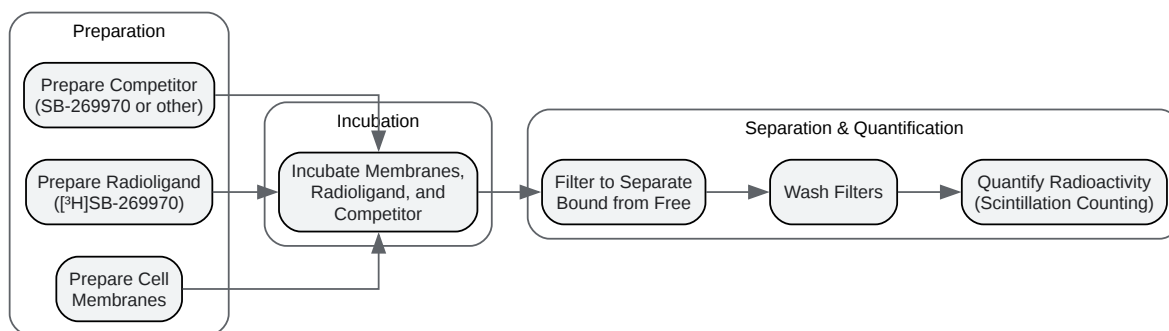 Preparation
Prepare Competitor
(SB-269970 or other)
Prepare Radioligand
([³H]SB-269970)
Prepare Cell
Membranes
Incubation
Incubate Membranes,
Radioligand, and
Competitor
Separation & Quantification
Filter to Separate
Bound from Free
Wash Filters
Quantify Radioactivity
(Scintillation Counting)